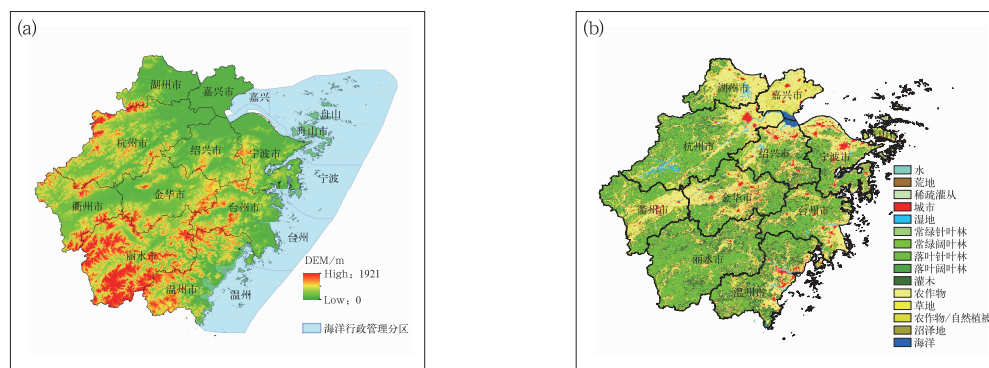 (a)
湖州市
嘉兴市
嘉兴
舟山
舟山市
杭州市
绍兴市
宁波市
宁波
金华市
衢州市
台州市
台州
丽水市
温州市
温州
DEM/m
High: 1921
Low: 0
海洋行政管理分区
(b)
湖州市
嘉兴市
杭州市
绍兴市
宁波市
衢州市
金华市
台州市
丽水市
温州市
水
荒地
稀疏灌丛
城市
湿地
常绿针叶林
常绿阔叶林
落叶针叶林
落叶阔叶林
灌木
农作物
草地
农作物/自然植被
沼泽地
海洋